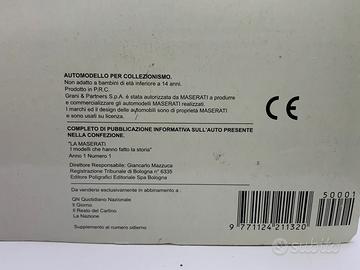 AUTOMODELLO PER COLLEZIONISMO.
Non adatto a bambini di età inferiore a 14 anni.
Prodotto in P.R.C.
Grani & Partners S.p.A. è stata autorizzata da MASERATI a produrre
e commercializzare gli automodelli MASERATI realizzati.
I marchi ed il design delle automobili sono di proprietà di MASERATI
e sono usati su licenza.
CE
COMPLETO DI PUBBLICAZIONE INFORMATIVA SULL'AUTO PRESENTE
NELLA CONFEZIONE.
"LA MASERATI
I modelli che hanno fatto la storia"
Anno 1 Numero 1
Direttore Responsabile: Giancarlo Mazzuca
Registrazione Tribunale di Bologna n° 6335
Editore Poligrafici Editoriale Spa Bologna
Da vendersi esclusivamente in abbinamento a :
QN Quotidiano Nazionale
Il Giorno
Il Resto del Carlino
La Nazione
Supplemento al numero odierno
50001
9 771124 211320
subito